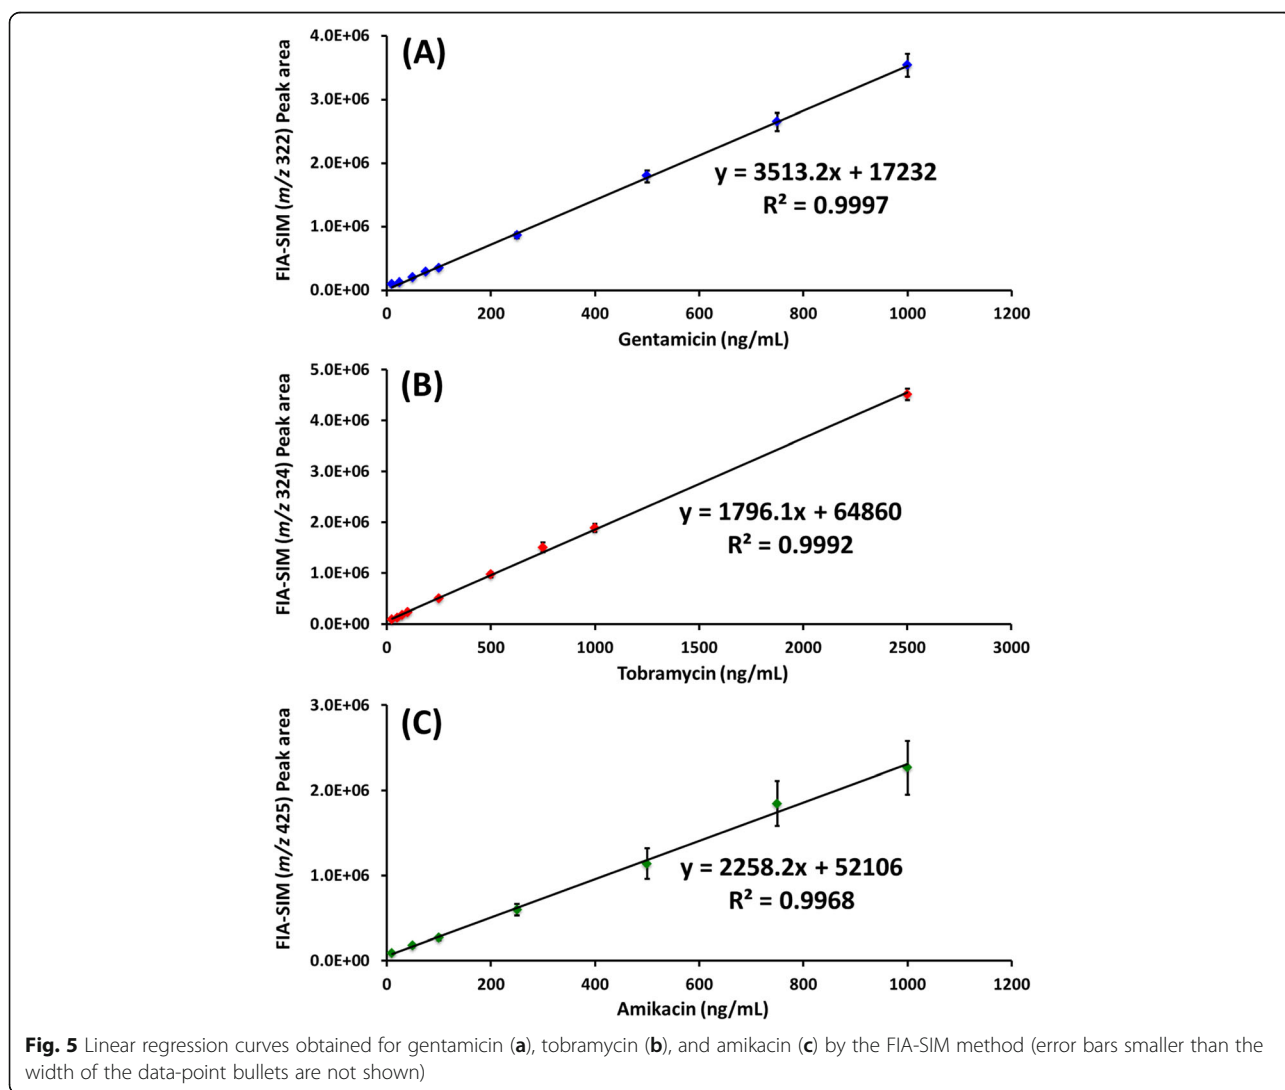 4.0E+06
(A)
3.0E+06
2.0E+06
1.0E+06
0.0E+00
FIA-SIM (m/z 322) Peak area
y = 3513.2x + 17232
R² = 0.9997
0 200 400 600 800 1000 1200
Gentamicin (ng/mL)
5.0E+06
(B)
4.0E+06
3.0E+06
2.0E+06
1.0E+06
0.0E+00
FIA-SIM (m/z 324) Peak area
y = 1796.1x + 64860
R² = 0.9992
0 500 1000 1500 2000 2500 3000
Tobramycin (ng/mL)
3.0E+06
(C)
2.0E+06
1.0E+06
0.0E+00
FIA-SIM (m/z 425) Peak area
y = 2258.2x + 52106
R² = 0.9968
0 200 400 600 800 1000 1200
Amikacin (ng/mL)
Fig. 5 Linear regression curves obtained for gentamicin (a), tobramycin (b), and amikacin (c) by the FIA-SIM method (error bars smaller than the
width of the data-point bullets are not shown)